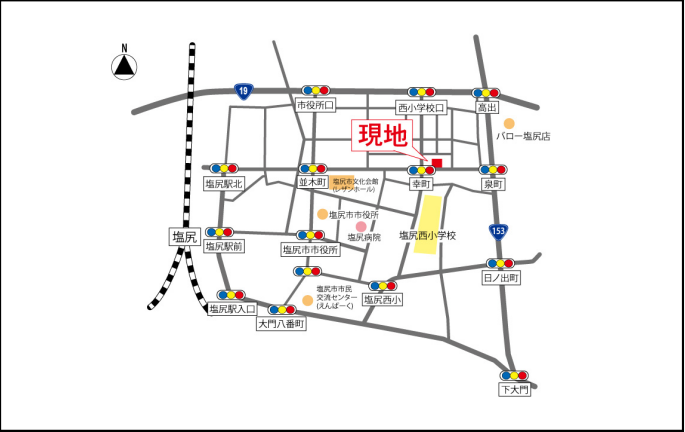 N
19
市役所口
西小学校口
高出
バロー塩尻店
現地
塩尻駅北
並木町
塩尻市文化会館
(レザンホール)
幸町
泉町
塩尻市市役所
塩尻病院
塩尻西小学校
153
塩尻
塩尻駅前
塩尻市市役所
日ノ出町
塩尻市市民
交流センター
(えんぱーく)
塩尻西小
塩尻駅入口
大門八番町
下大門